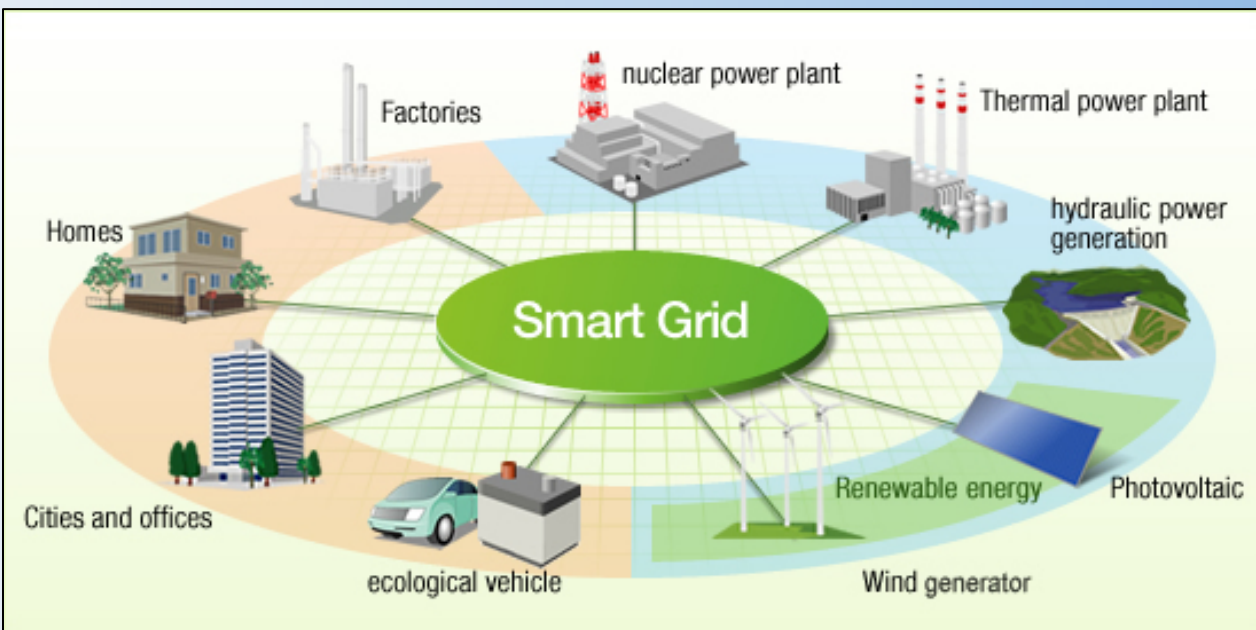 nuclear power plant
Factories
Thermal power plant
Homes
hydraulic power
generation
Smart Grid
Renewable energy
Photovoltaic
Cities and offices
ecological vehicle
Wind generator